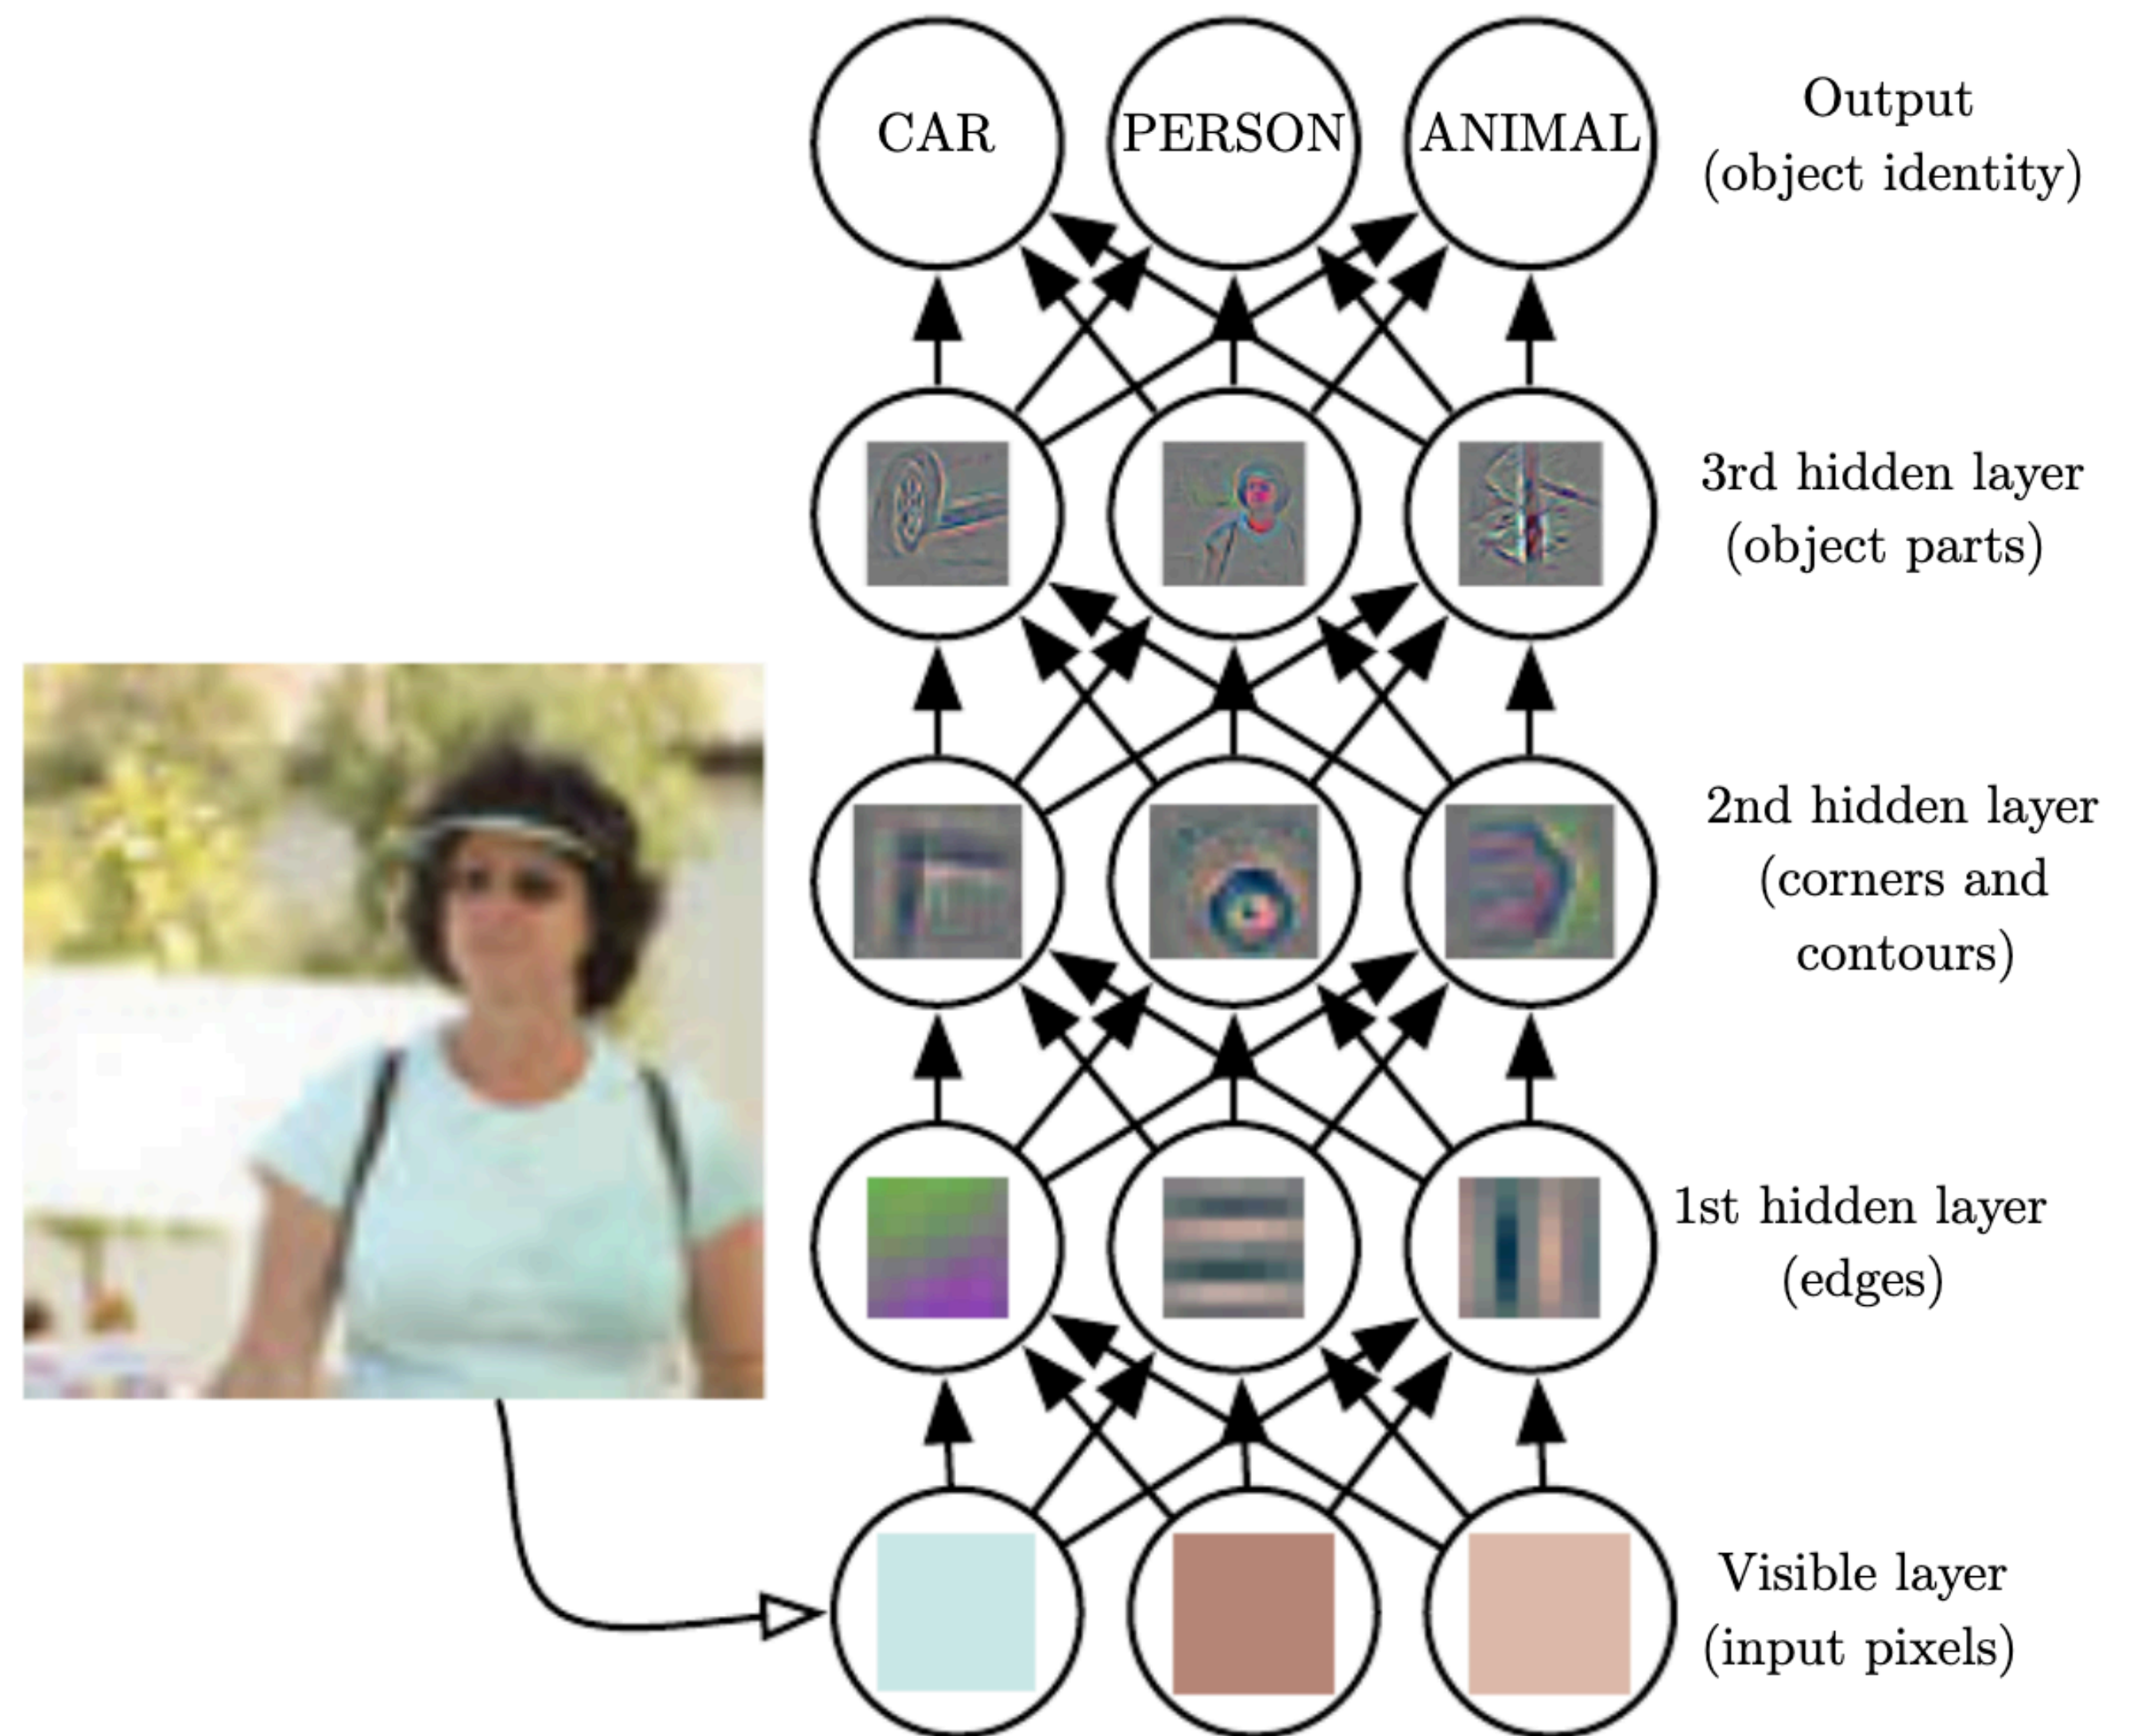 CAR PERSON ANIMAL
Output
(object identity)
3rd hidden layer
(object parts)
2nd hidden layer
(corners and
contours)
1st hidden layer
(edges)
Visible layer
(input pixels)